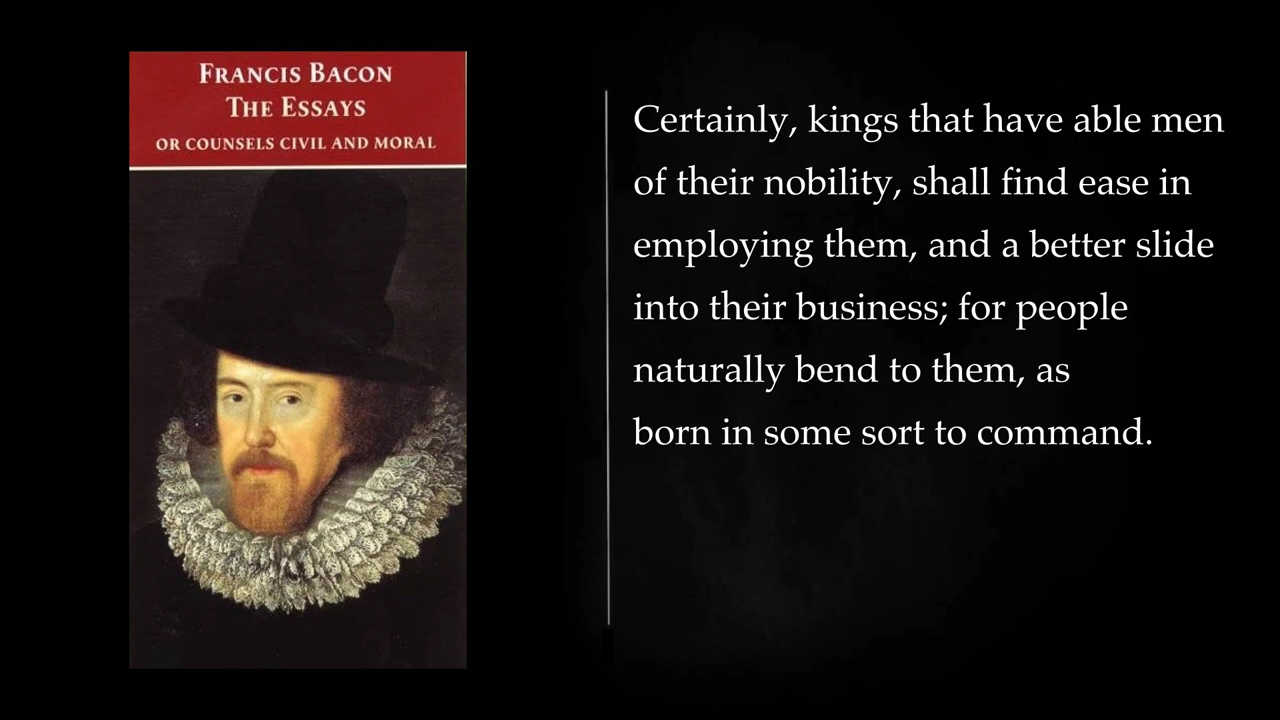 FRANCIS BACON
THE ESSAYS
OR COUNSELS CIVIL AND MORAL
Certainly, kings that have able men
of their nobility, shall find ease in
employing them, and a better slide
into their business; for people
naturally bend to them, as
born in some sort to command.